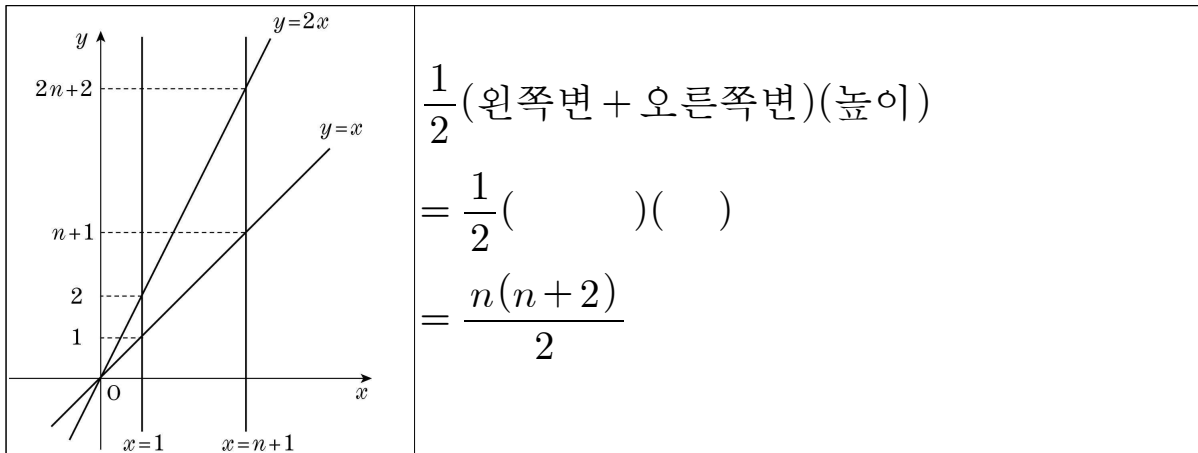 y
y=2x
2n+2
y=x
n+1
2
1
O
x
x=1
x=n+1
1/2(왼쪽변+오른쪽변)(높이)
=1/2(        )(   )
=n(n+2)/2